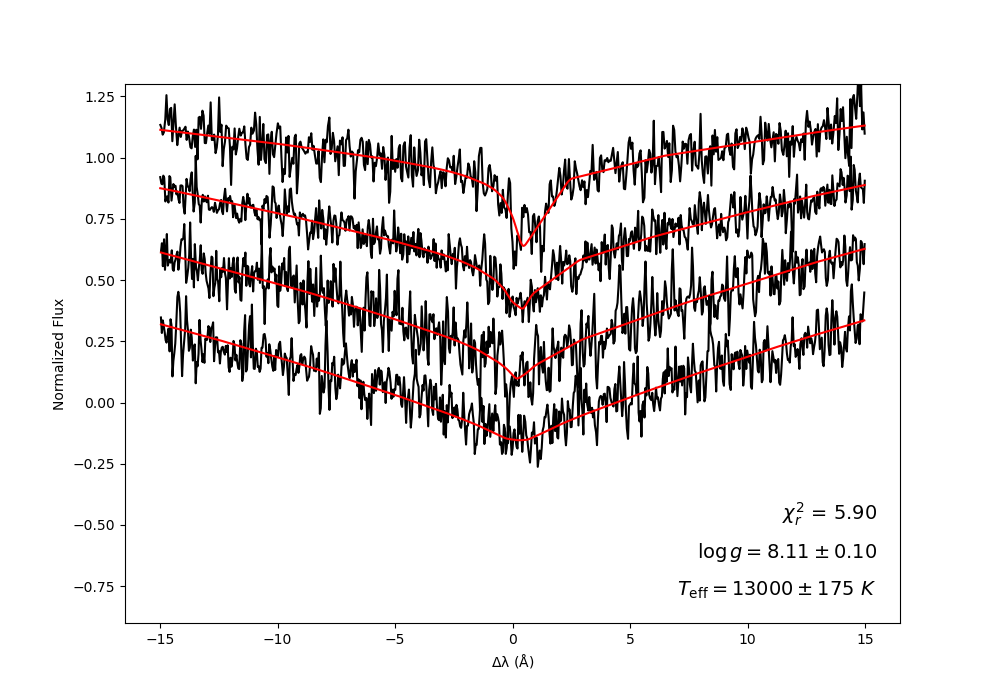 1.25
1.00
0.75
0.50
0.25
0.00
−0.25
−0.50
−0.75
Normalized Flux
χ²ᵣ = 5.90
log g = 8.11 ± 0.10
T_eff = 13000 ± 175 K
−15 −10 −5 0 5 10 15
Δλ (Å)